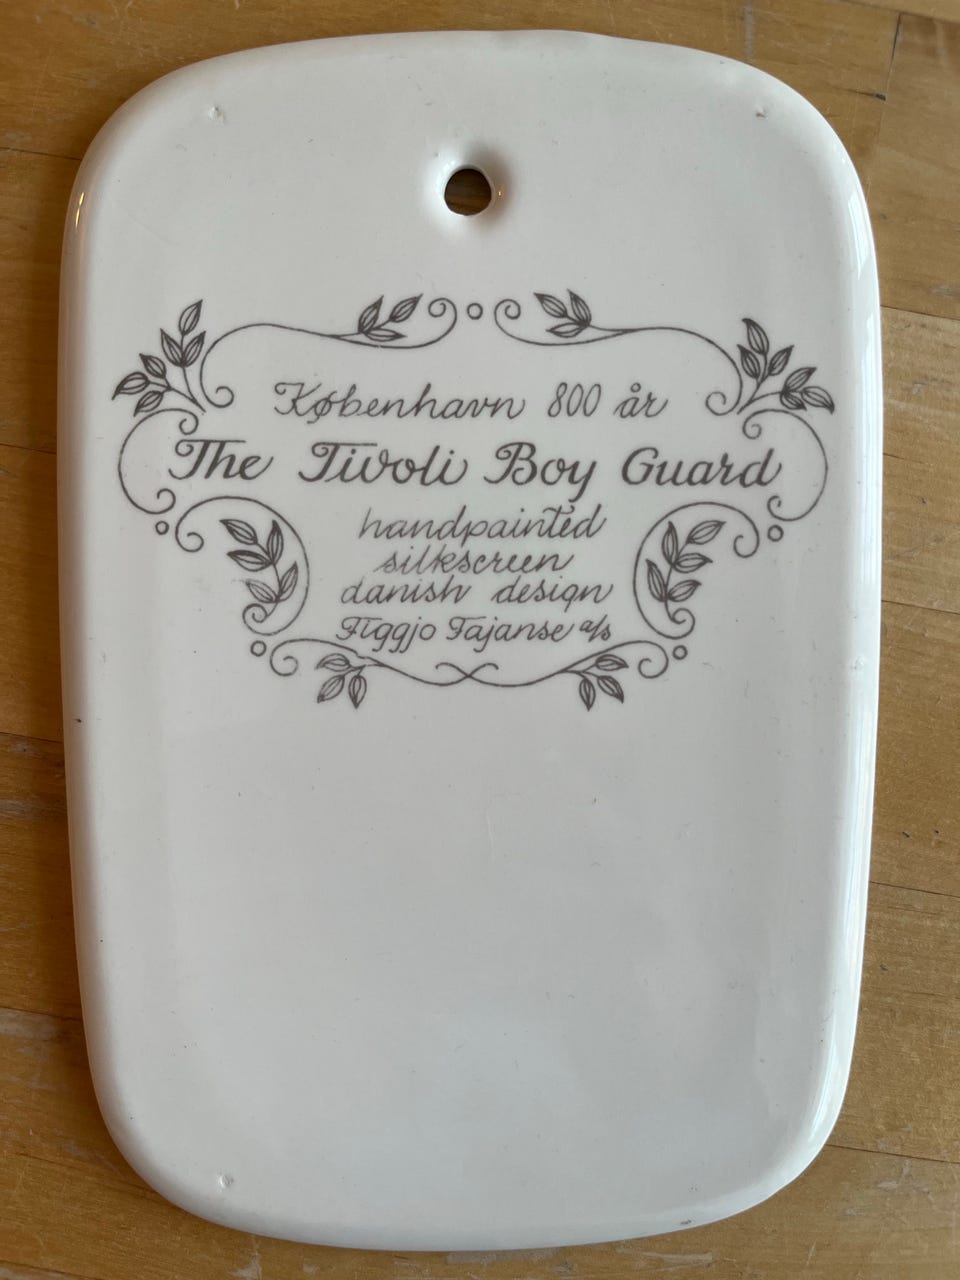 København 800 år
The Tivoli Boy Guard
handpainted
silkscreen
danish design
Figgjo Fajanse a/s